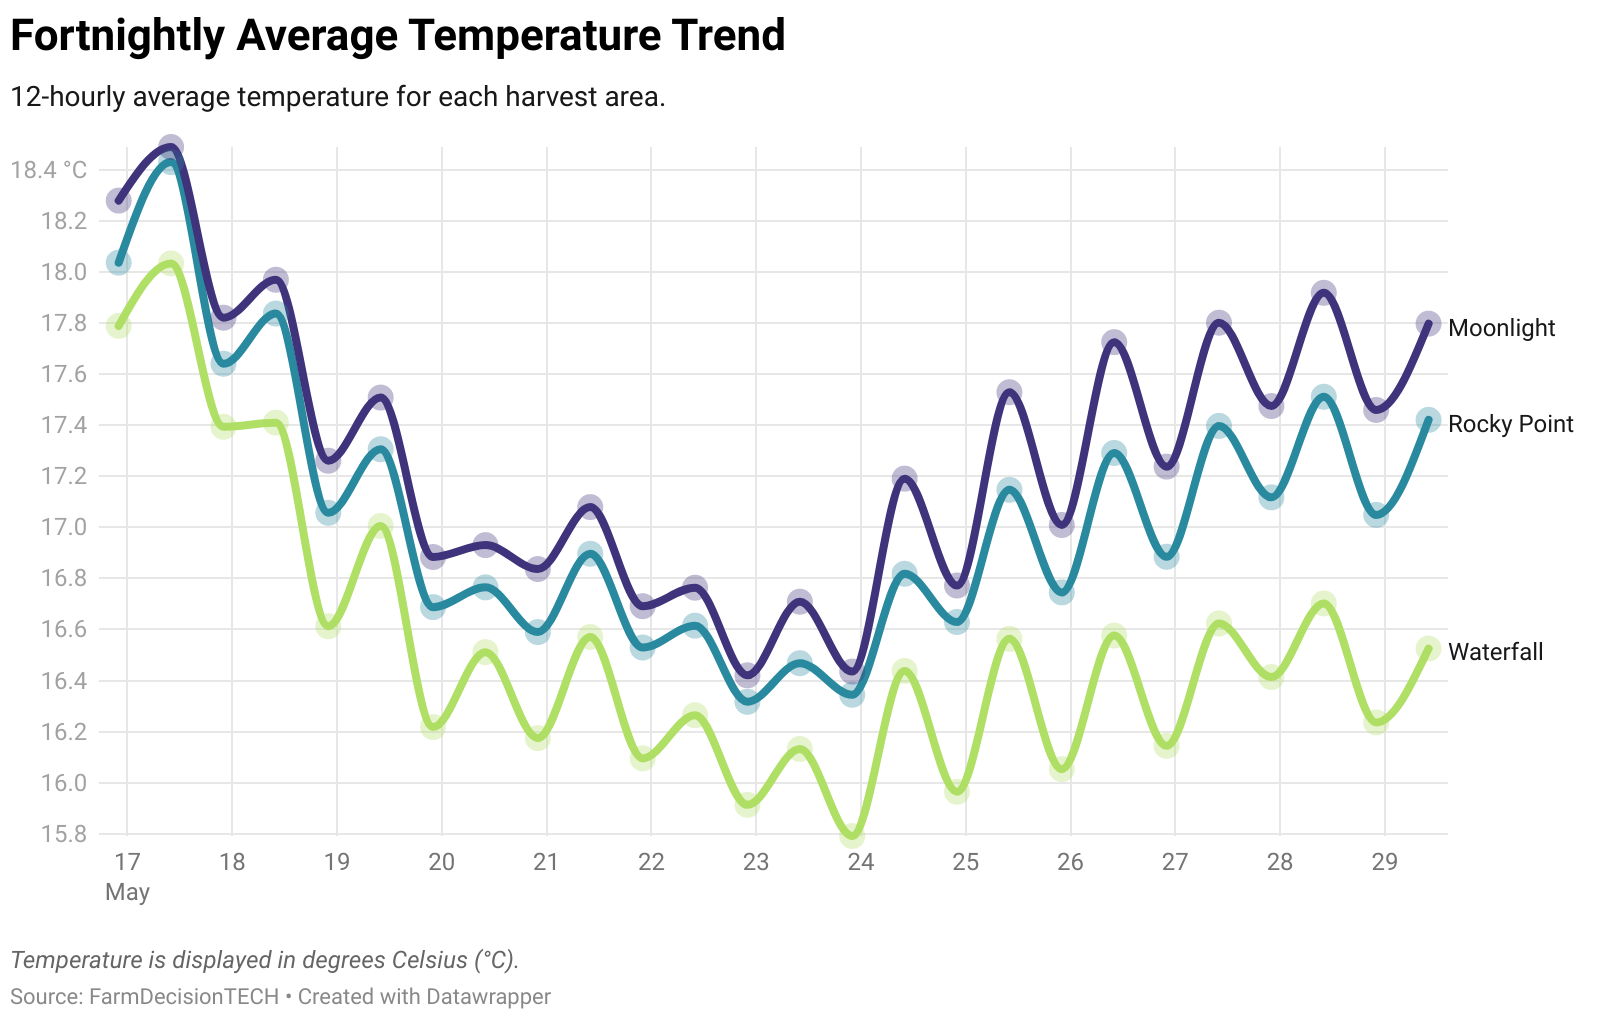 Fortnightly Average Temperature Trend
12-hourly average temperature for each harvest area.
18.4 °C
18.2
18.0
17.8
17.6
17.4
17.2
17.0
16.8
16.6
16.4
16.2
16.0
15.8
Moonlight
Rocky Point
Waterfall
17 18 19 20 21 22 23 24 25 26 27 28 29
May
Temperature is displayed in degrees Celsius (°C).
Source: FarmDecisionTECH • Created with Datawrapper